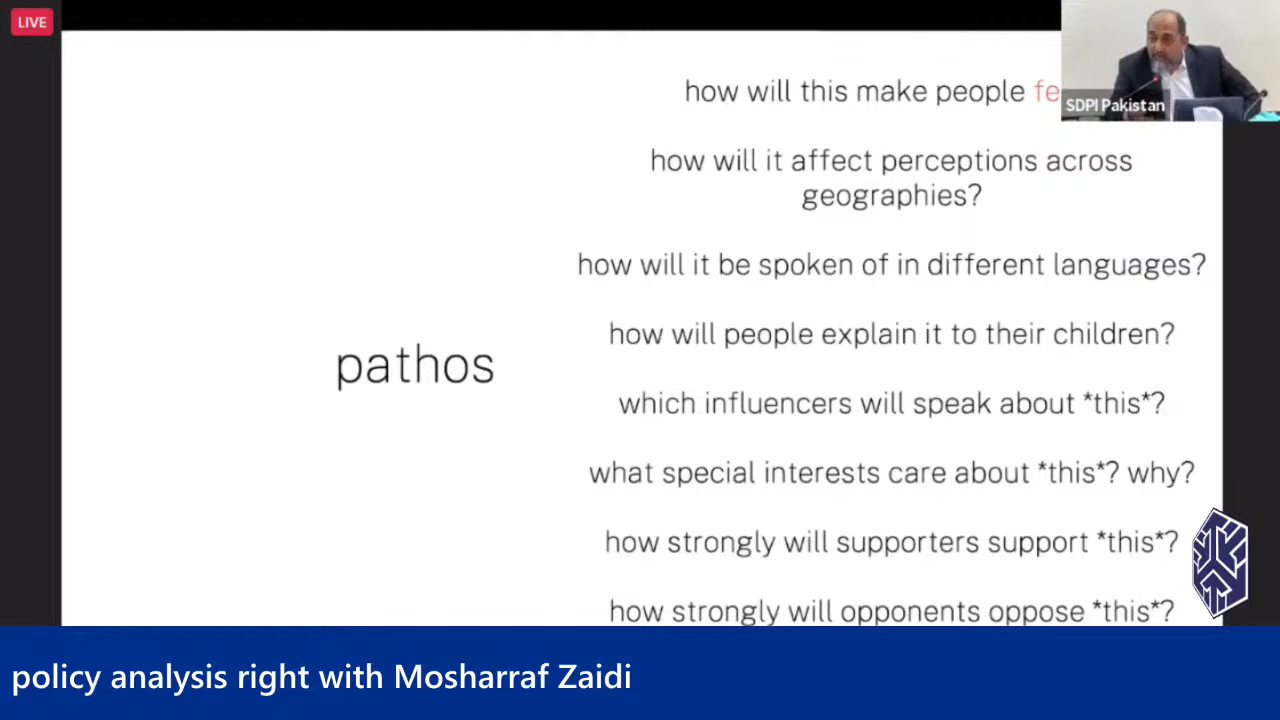 LIVE
how will this make people fe
SDPI Pakistan
how will it affect perceptions across
geographies?
how will it be spoken of in different languages?
how will people explain it to their children?
pathos
which influencers will speak about *this*?
what special interests care about *this*? why?
how strongly will supporters support *this*?
how strongly will opponents oppose *this*?
policy analysis right with Mosharraf Zaidi